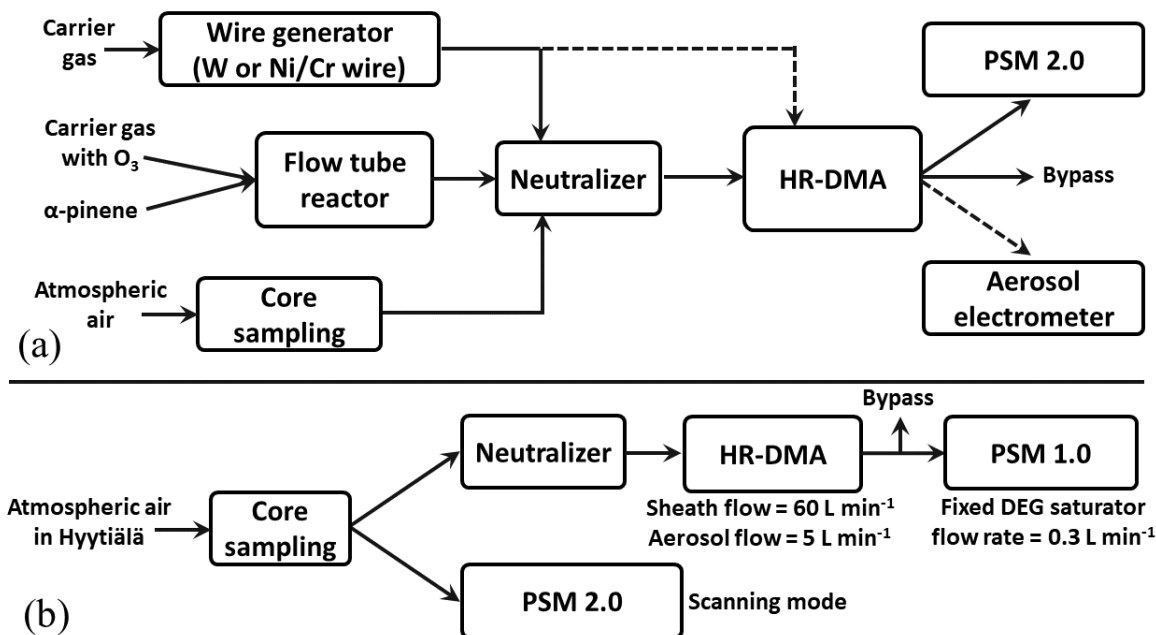 Carrier
gas
Wire generator
(W or Ni/Cr wire)
PSM 2.0
Carrier gas
with O₃
α-pinene
Flow tube
reactor
Neutralizer
HR-DMA
Bypass
Atmospheric
air
Core
sampling
Aerosol
electrometer
(a)
Bypass
Neutralizer
HR-DMA
PSM 1.0
Atmospheric air
in Hyytiälä
Core
sampling
Sheath flow = 60 L min⁻¹
Aerosol flow = 5 L min⁻¹
Fixed DEG saturator
flow rate = 0.3 L min⁻¹
PSM 2.0
Scanning mode
(b)